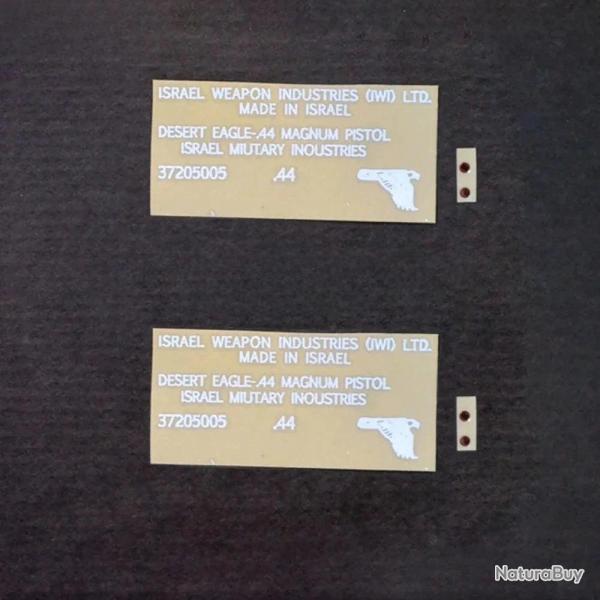 ISRAEL WEAPON INDUSTRIES (IWI) LTD.
MADE IN ISRAEL
DESERT EAGLE-.44 MAGNUM PISTOL
ISRAEL MIUTARY INOUSTRIES
37205005 .44
ISRAEL WEAPON INDUSTRIES (IWI) LTD.
MADE IN ISRAEL
DESERT EAGLE-.44 MAGNUM PISTOL
ISRAEL MIUTARY INOUSTRIES
37205005 .44
NaturaBuy